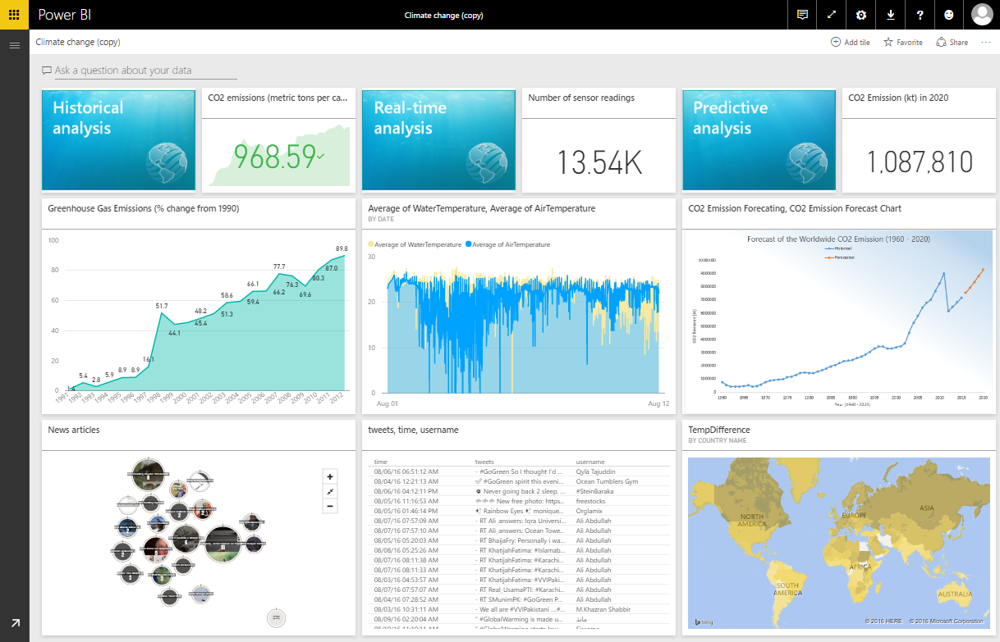 Power BI
Climate change (copy)
Climate change (copy)
Add tile
Favorite
Share
Ask a question about your data
Historical
analysis
CO2 emissions (metric tons per ca...
968.59
Real-time
analysis
Number of sensor readings
13.54K
Predictive
analysis
CO2 Emission (kt) in 2020
1,087,810
Greenhouse Gas Emissions (% change from 1990)
100
80
60
40
20
0
1.4
5.4
2.8
5.9
8.9
8.9
16.1
51.7
44.1
45.4
48.2
51.3
58.6
59.4
66.1
66.2
77.7
76.3
69.6
80.3
87.0
89.8
1991
1992
1993
1994
1995
1996
1997
1998
1999
2000
2001
2002
2003
2004
2005
2006
2007
2008
2009
2010
2011
2012
Average of WaterTemperature, Average of AirTemperature
BY DATE
Average of WaterTemperature
Average of AirTemperature
30
20
10
0
Aug 01
Aug 12
CO2 Emission Forecating, CO2 Emission Forecast Chart
Forecast of the Worldwide CO2 Emission (1960 - 2020)
Historical
Forecasted
CO2 Emission (kt)
10000000
9000000
8000000
7000000
6000000
5000000
4000000
3000000
2000000
1000000
0
1960
1965
1970
1975
1980
1985
1990
1995
2000
2005
2010
2015
2020
Year (1960 - 2020)
News articles
tweets, time, username
time tweets username
08/06/16 06:51:12 AM - #GoGreen So I thought I'd ... Qyla Tajuddin
08/04/16 12:21:13 AM #GoGreen spirit this eveni... Ocean Tumblers Gym
08/06/16 04:12:11 PM Never going back 2 sleep, ... #SteinBaraka
08/05/16 11:16:53 AM New free photo: https... freestocks
08/05/16 01:46:14 PM Rainbow Eyes monique... Orglamix
08/07/16 07:57:09 AM - RT Ali_answers: Iqra Universi... Ali Abdullah
08/07/16 07:57:10 AM - RT Ali_answers: Ocean Towe... Ali Abdullah
08/05/16 05:20:03 AM - RT BhaijaFry: Personally i wa... Ali Abdullah
08/08/16 05:25:26 AM - RT KhatijahFatima: #Islamab... Ali Abdullah
08/07/16 08:11:38 AM - RT KhatijahFatima: #Karachi... Ali Abdullah
08/07/16 08:11:33 AM - RT KhatijahFatima: #Karachi... Ali Abdullah
08/03/16 04:53:57 AM - RT KhatijahFatima: #VVIPaki... Ali Abdullah
08/07/16 07:57:07 AM - RT Real_UsamaPTI: #Karachi... Ali Abdullah
08/04/16 07:28:52 AM - RT SMunimPK: #GoGreen P... Ali Abdullah
08/03/16 10:31:11 AM - We all are #VVIPakistani ...#... M.Khazran Shabbir
08/09/16 02:20:04 AM " #GlobalWarming is made u...
TempDifference
BY COUNTRY NAME
NORTH
AMERICA
EUROPE
ASIA
AFRICA
SOUTH
AMERICA
AUSTRALIA
bing
© 2016 HERE
© 2016 Microsoft Corporation